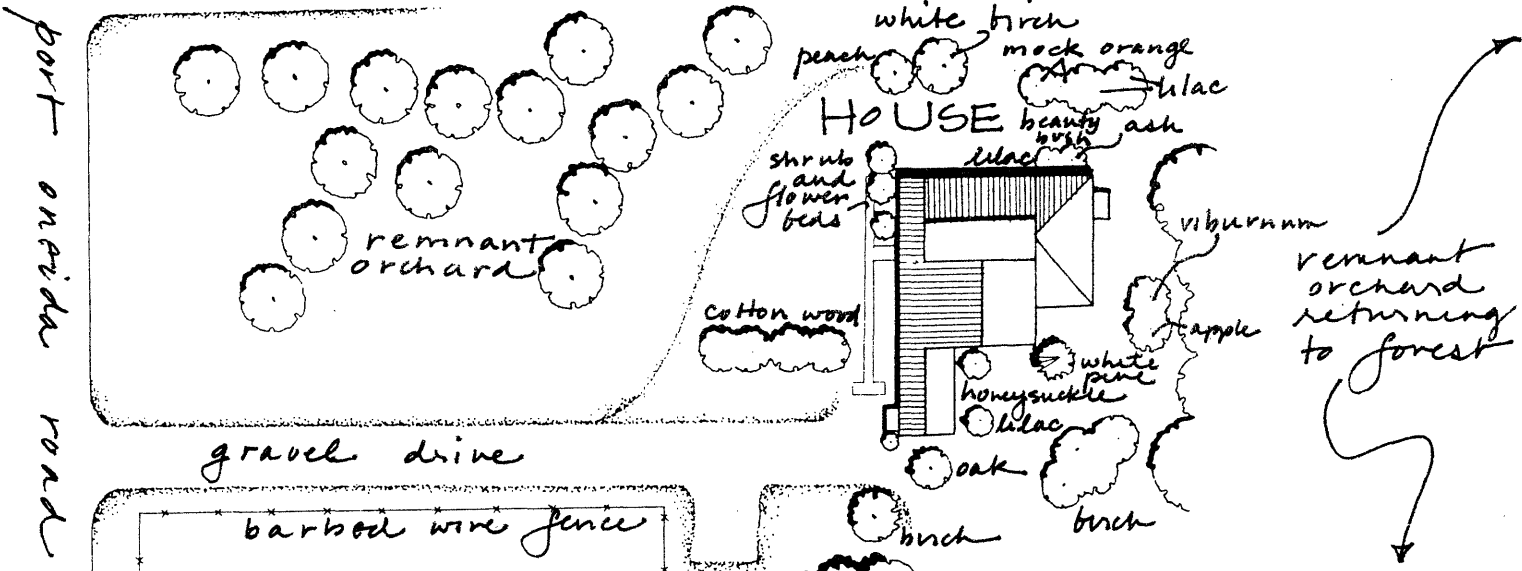 port oneida road
white birch
peach
mock orange
lilac
HOUSE
beauty
bush
ash
lilac
shrub
and
flower
beds
remnant
orchard
viburnum
remnant
orchard
returning
to forest
cotton wood
apple
white
pine
honeysuckle
lilac
gravel drive
oak
birch
barbed wire fence
birch